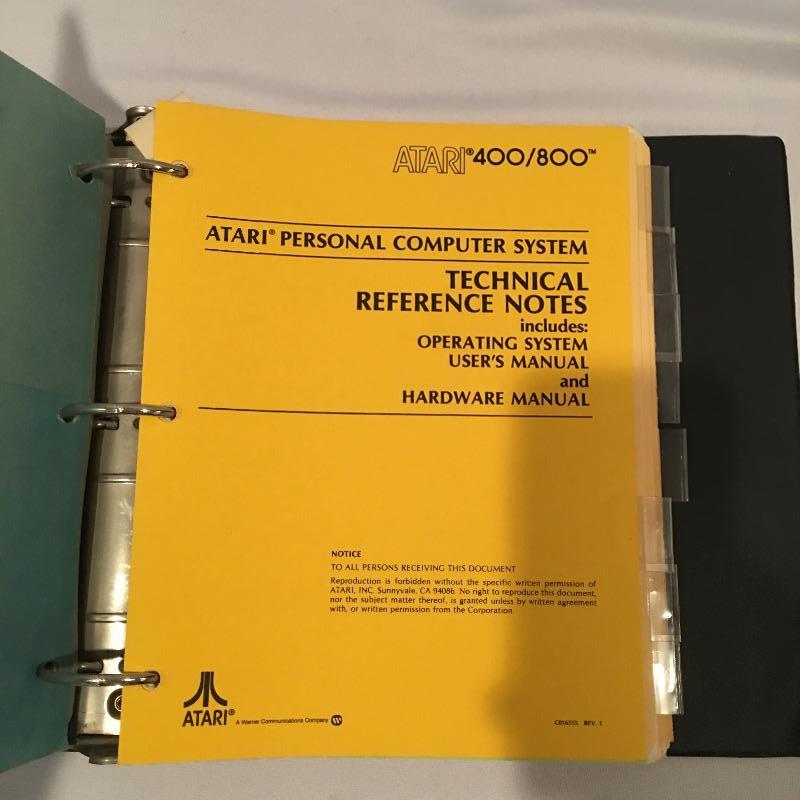 ATARI® 400/800™
ATARI® PERSONAL COMPUTER SYSTEM
TECHNICAL
REFERENCE NOTES
includes:
OPERATING SYSTEM
USER'S MANUAL
and
HARDWARE MANUAL
NOTICE
TO ALL PERSONS RECEIVING THIS DOCUMENT
Reproduction is forbidden without the specific written permission of
ATARI, INC. Sunnyvale, CA 94086. No right to reproduce this document,
nor the subject matter thereof, is granted unless by written agreement
with, or written permission from the Corporation.
ATARI®
A Warner Communications Company
C016555 REV. 1